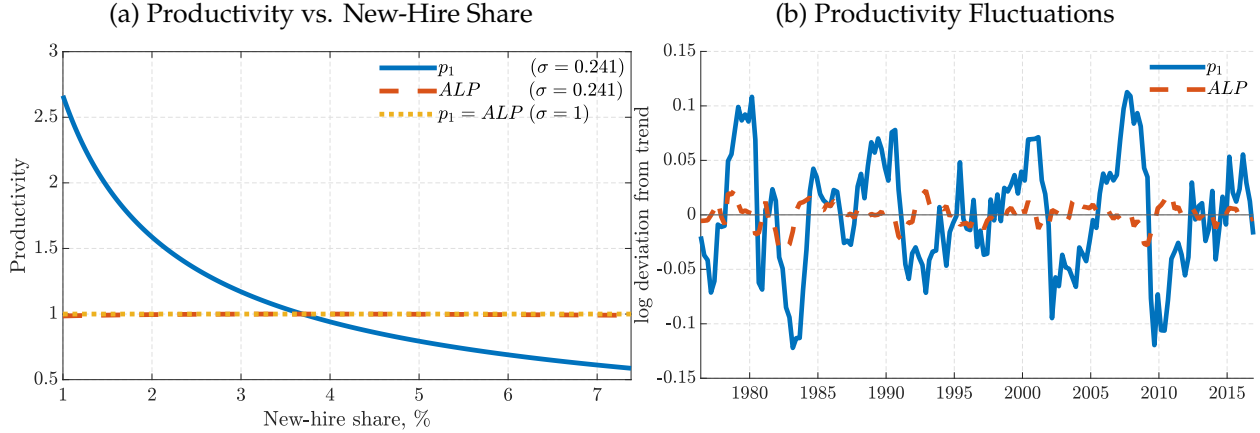 (a) Productivity vs. New-Hire Share
3
2.5
2
1.5
1
0.5
Productivity
p₁ (σ = 0.241)
ALP (σ = 0.241)
p₁ = ALP (σ = 1)
1 2 3 4 5 6 7
New-hire share, %
(b) Productivity Fluctuations
0.15
0.1
0.05
0
-0.05
-0.1
-0.15
log deviation from trend
p₁
ALP
1980 1985 1990 1995 2000 2005 2010 2015